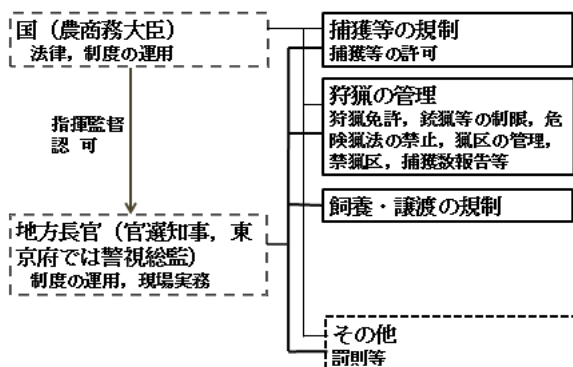 国（農商務大臣）
法律，制度の運用
指揮監督
認　可
地方長官（官選知事，東
京府では警視総監）
制度の運用，現場実務
捕獲等の規制
捕獲等の許可
狩猟の管理
狩猟免許，銃猟等の制限，危
険猟法の禁止，猟区の管理，
禁猟区，捕獲数報告等
飼養・譲渡の規制
その他
罰則等